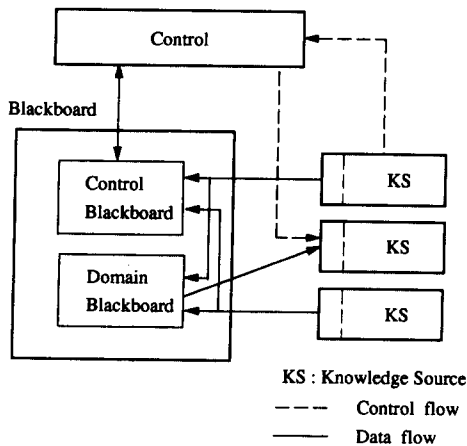 Control
Blackboard
Control
Blackboard
Domain
Blackboard
KS
KS
KS
KS : Knowledge Source
Control flow
Data flow